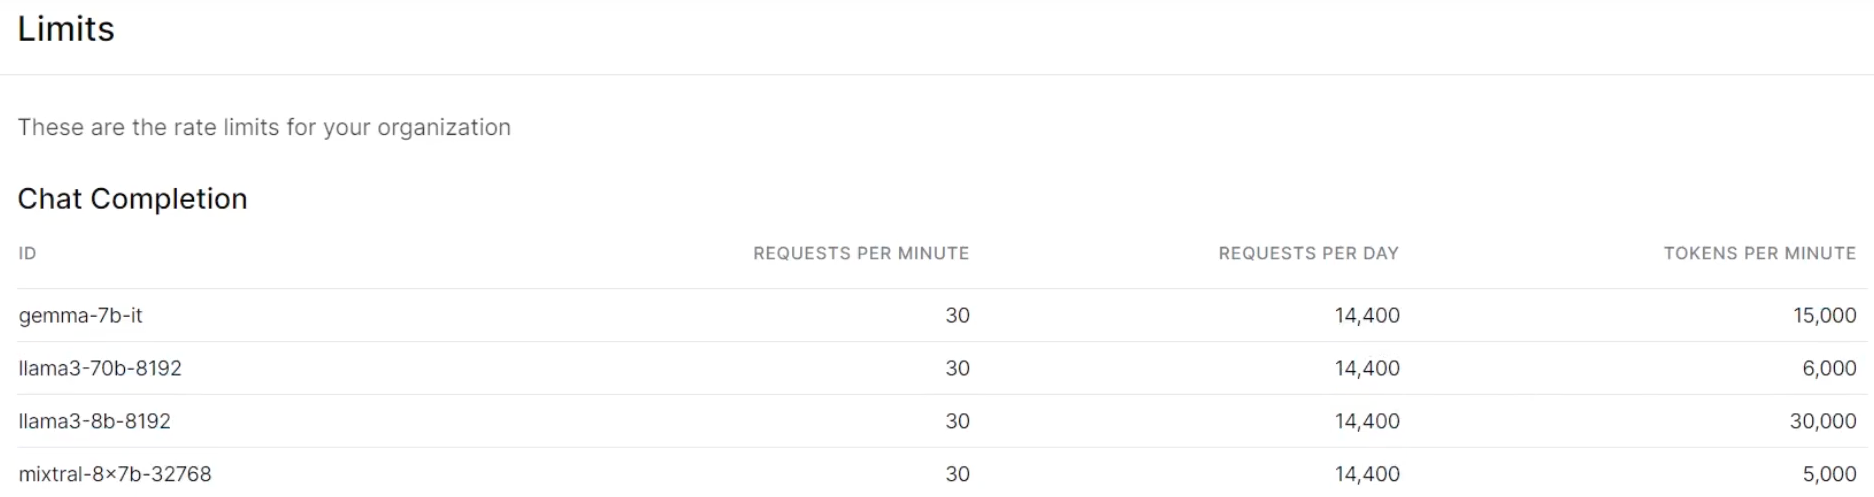 Limits
These are the rate limits for your organization
Chat Completion
ID REQUESTS PER MINUTE REQUESTS PER DAY TOKENS PER MINUTE
gemma-7b-it 30 14,400 15,000
llama3-70b-8192 30 14,400 6,000
llama3-8b-8192 30 14,400 30,000
mixtral-8x7b-32768 30 14,400 5,000